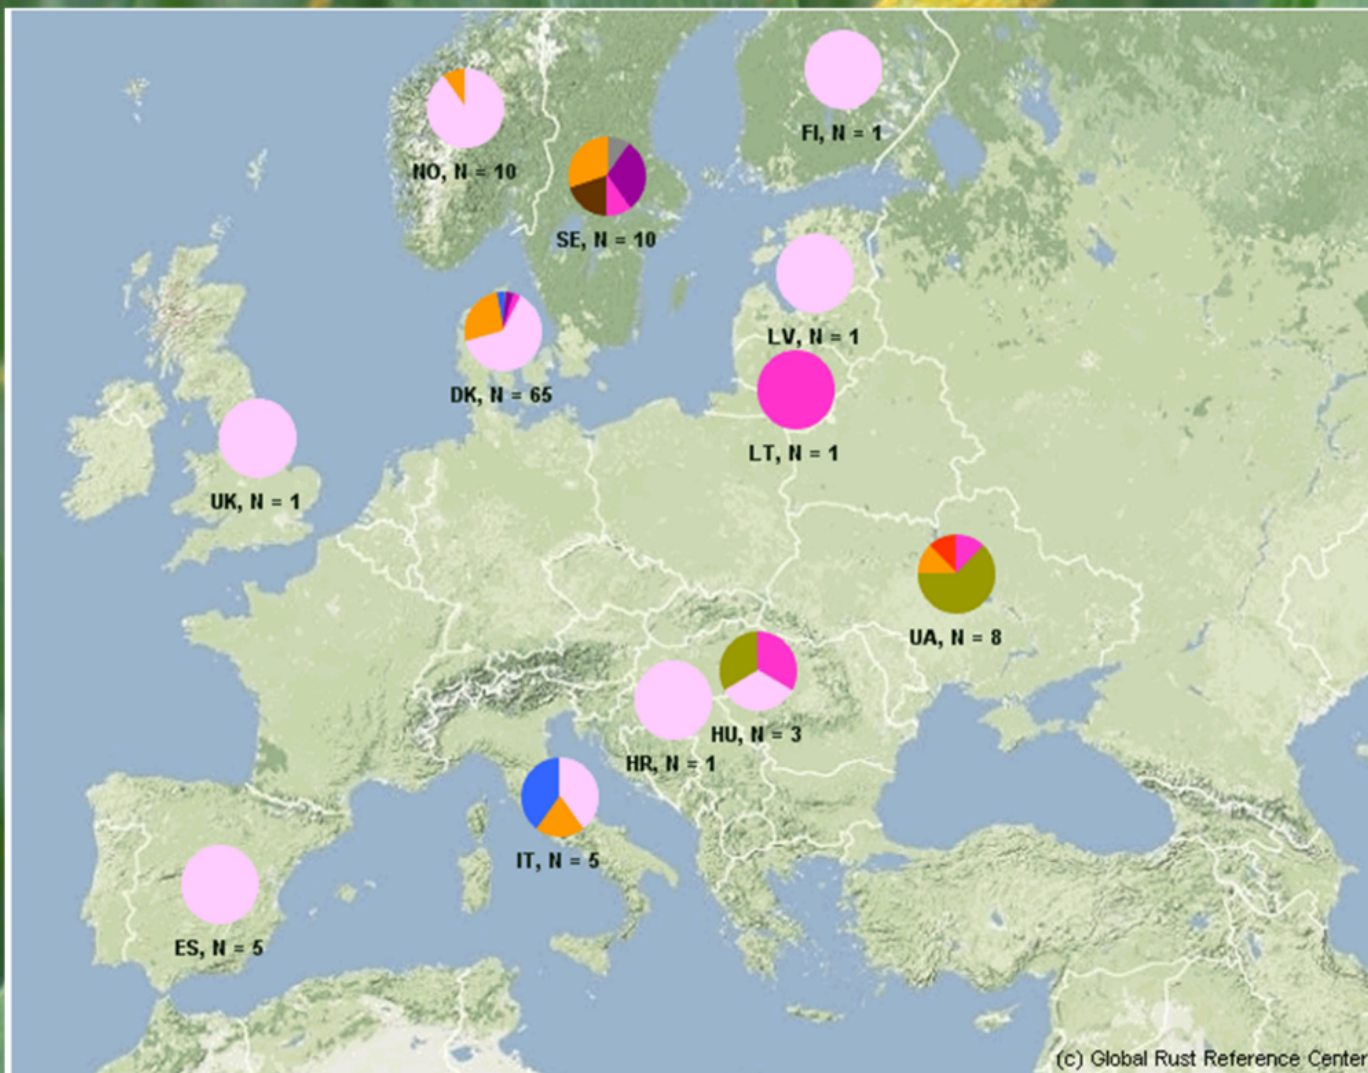 FI, N = 1
NO, N = 10
SE, N = 10
LV, N = 1
DK, N = 65
LT, N = 1
UK, N = 1
UA, N = 8
HU, N = 3
HR, N = 1
IT, N = 5
ES, N = 5
(c) Global Rust Reference Center